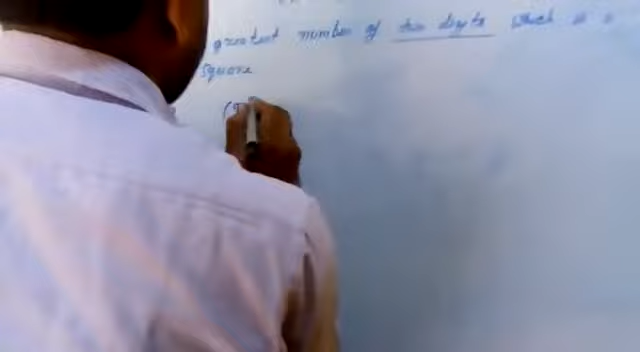 greatest number of two digits which is a
square
(9